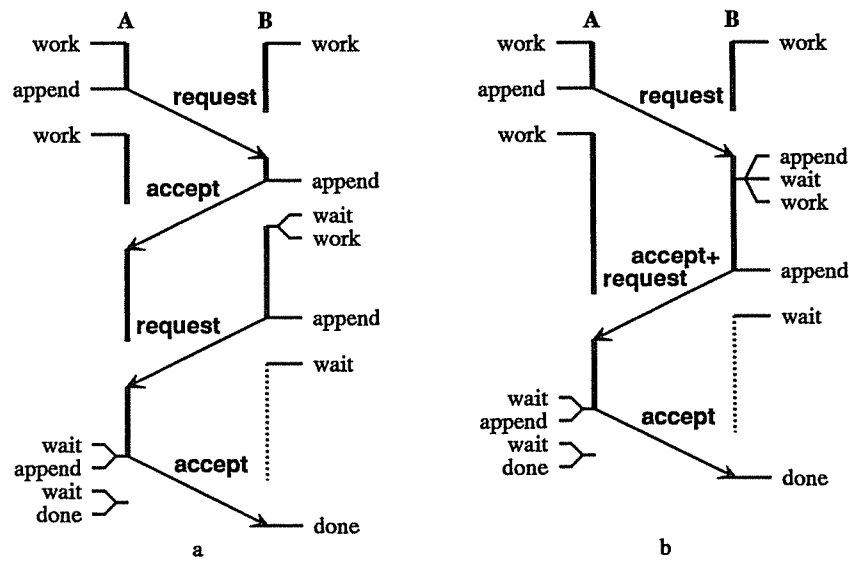 A B
work work
append
request
work
accept
append
wait
work
request
append
wait
wait
append
accept
wait
done
done
a
A B
work work
append
request
work
append
wait
work
accept+
request
append
wait
wait
append
accept
wait
done
done
b